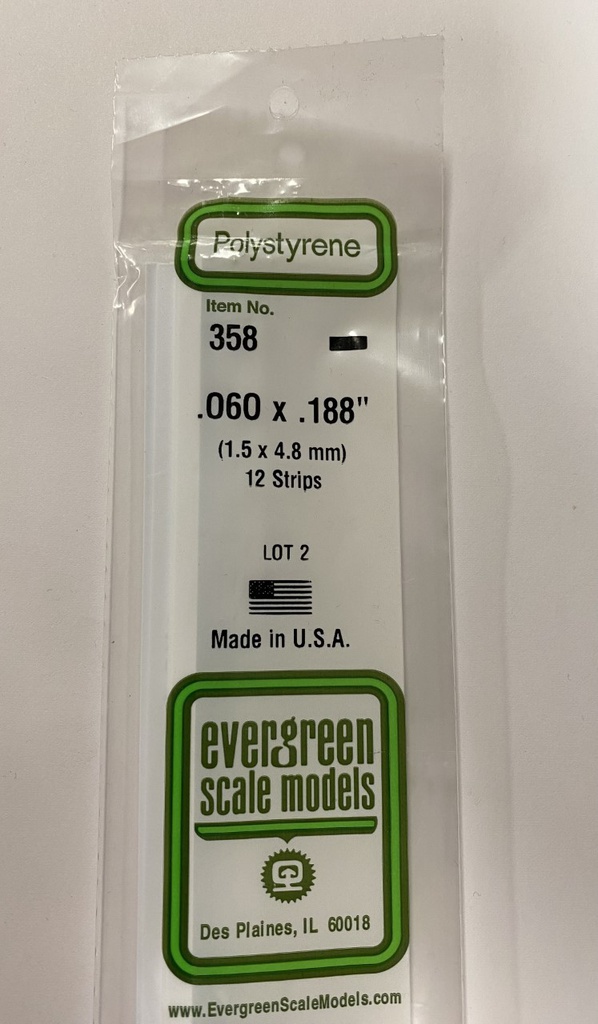 Polystyrene
Item No.
358
.060 x .188"
(1.5 x 4.8 mm)
12 Strips
LOT 2
Made in U.S.A.
evergreen
scale models
Des Plaines, IL 60018
www.EvergreenScaleModels.com